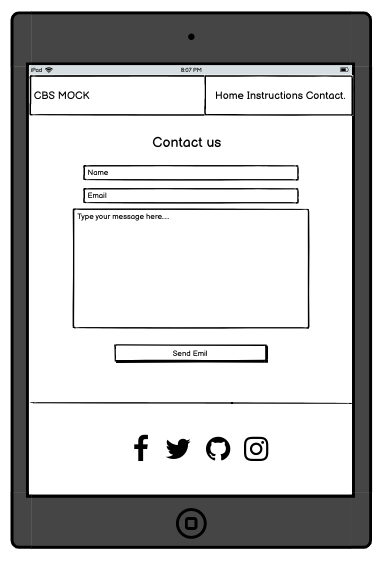 iPad
8:07 PM
CBS MOCK
Home Instructions Contact.
Contact us
Name
Email
Type your message here....
Send Emil